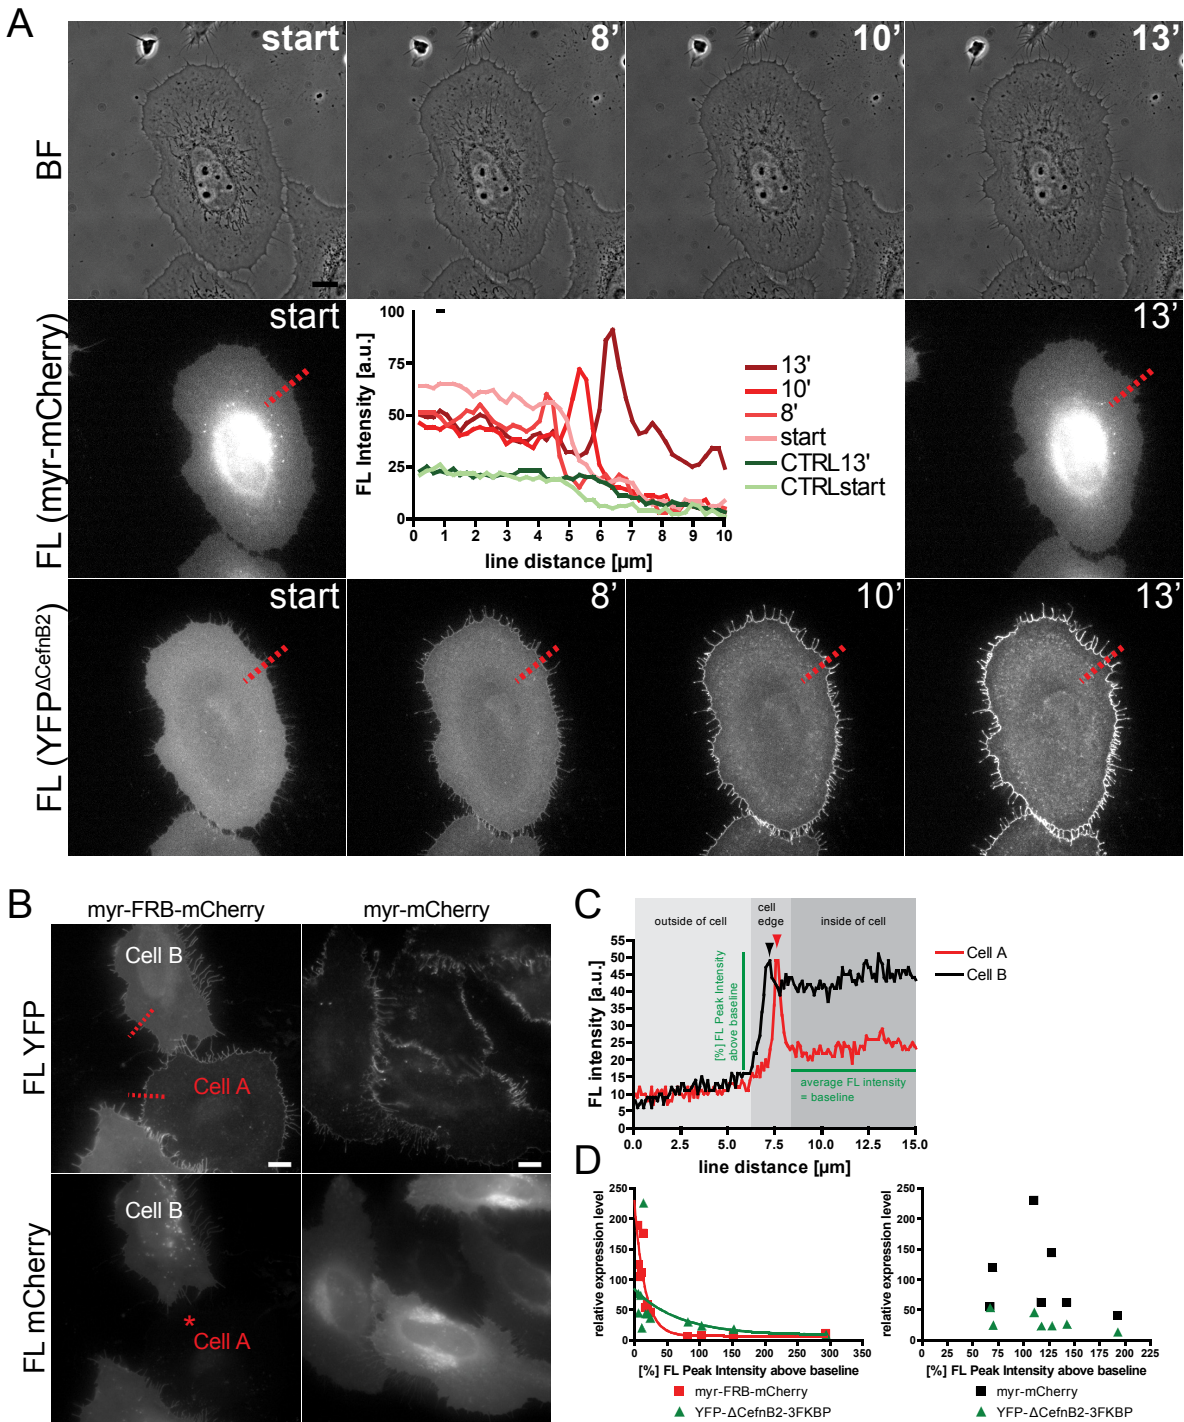 A
start
8’
10’
13’
BF
start
13’
FL (myr-mCherry)
100
75
50
25
0
FL Intensity [a.u.]
0 1 2 3 4 5 6 7 8 9 10
line distance [µm]
13'
10'
8'
start
CTRL13'
CTRLstart
start
8’
10’
13’
FL (YFPΔCefnB2)
B
myr-FRB-mCherry
myr-mCherry
FL YFP
Cell B
Cell A
FL mCherry
Cell B
*
Cell A
C
outside of cell
cell
edge
inside of cell
55
50
45
40
35
30
25
20
15
10
5
0
FL intensity [a.u.]
[%] FL Peak Intensity
above baseline
average FL intensity
= baseline
0.0 2.5 5.0 7.5 10.0 12.5 15.0
line distance [µm]
Cell A
Cell B
D
250
200
150
100
50
0
relative expression level
0 50 100 150 200 250 300 350
[%] FL Peak Intensity above baseline
myr-FRB-mCherry
YFP-ΔCefnB2-3FKBP
250
200
150
100
50
0
relative expression level
0 25 50 75 100 125 150 175 200 225
[%] FL Peak Intensity above baseline
myr-mCherry
YFP-ΔCefnB2-3FKBP